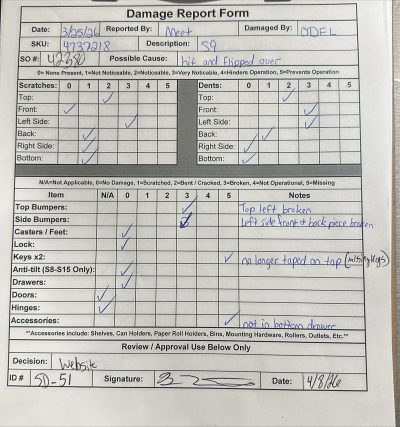 Damage Report Form
Date: 3/25/26 Reported By: Meet Damaged By: ODEL
SKU: 4737218 Description: S9
SO #: 42380 Possible Cause: hit and flipped over
0= None Present, 1=Not Noticeable, 2=Noticeable, 3=Very Noticeable, 4=Hinders Operation, 5=Prevents Operation
Scratches: 0 1 2 3 4 5 Dents: 0 1 2 3 4 5
Top: ✓ Top: ✓
Front: ✓ Front: ✓
Left Side: ✓ Left Side: ✓
Back: ✓ Back: ✓ ✓
Right Side: ✓ Right Side: ✓
Bottom: ✓ Bottom: ✓
N/A=Not Applicable, 0=No Damage, 1=Scratched, 2=Bent / Cracked, 3=Broken, 4=Not Operational, 5=Missing
Item N/A 0 1 2 3 4 5 Notes
Top Bumpers: ✓ Top left broken
Side Bumpers: ✓ Left side front + back piece broken
Casters / Feet: ✓
Lock: ✓
Keys x2: ✓ no longer taped on top (missing keys)
Anti-tilt (S8-S15 Only): ✓
Drawers: ✓
Doors: ✓
Hinges: ✓
Accessories: ✓ not in bottom drawer
**Accessories include: Shelves, Can Holders, Paper Roll Holders, Bins, Mounting Hardware, Rollers, Outlets, Etc.**
Review / Approval Use Below Only
Decision: Website
ID # SD-51 Signature: Date: 4/8/26